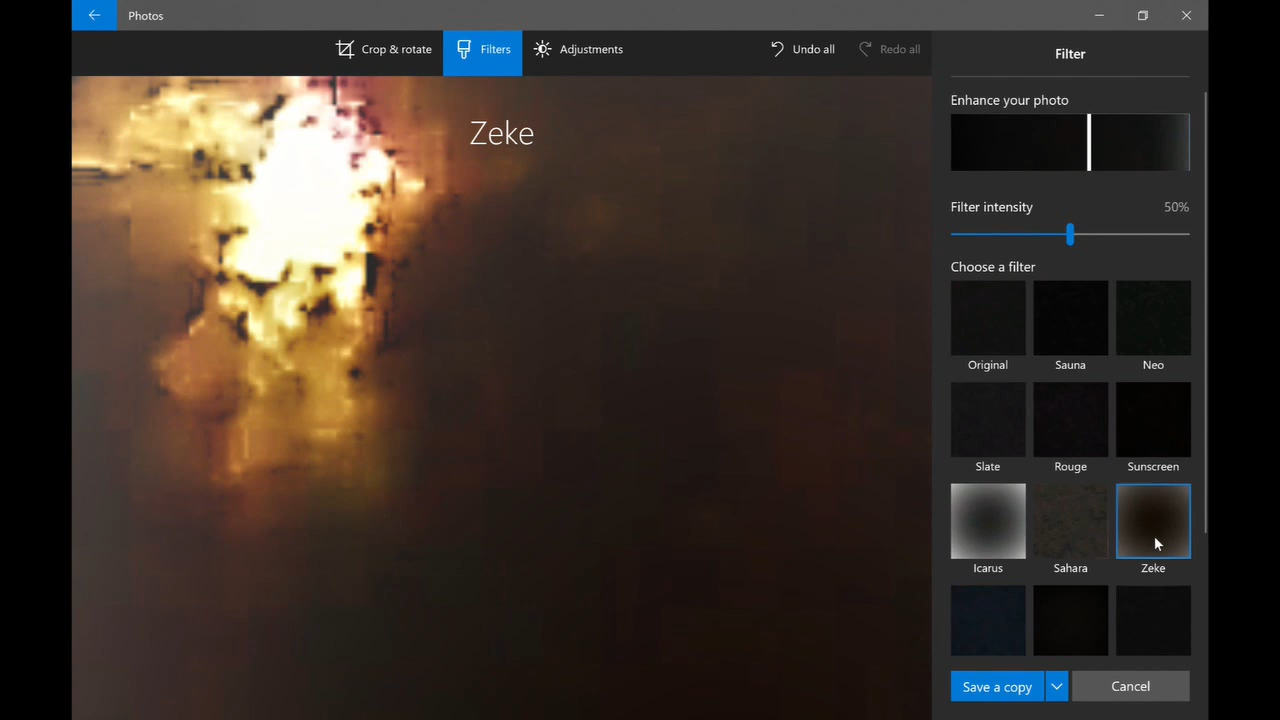 Photos
Crop & rotate
Filters
Adjustments
Undo all
Redo all
Filter
Zeke
Enhance your photo
Filter intensity
50%
Choose a filter
Original
Sauna
Neo
Slate
Rouge
Sunscreen
Icarus
Sahara
Zeke
Save a copy
Cancel